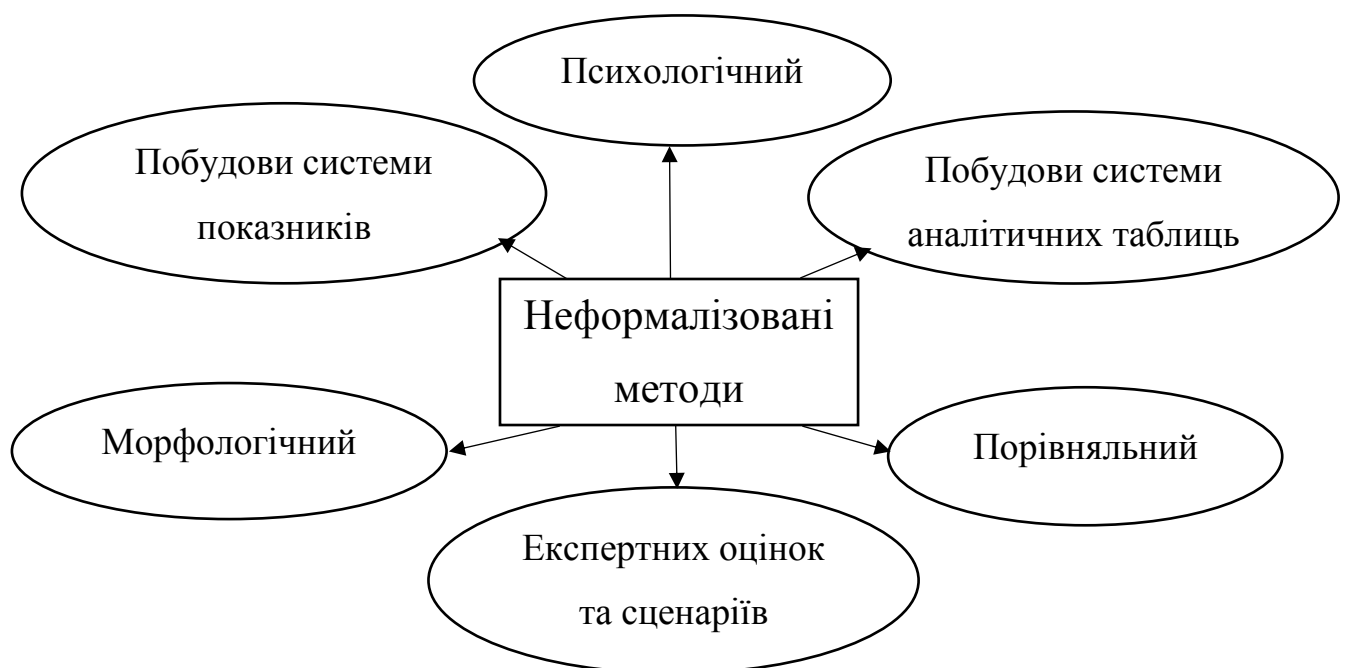 Психологічний
Побудови системи
показників
Побудови системи
аналітичних таблиць
Неформалізовані
методи
Морфологічний
Порівняльний
Експертних оцінок
та сценаріїв